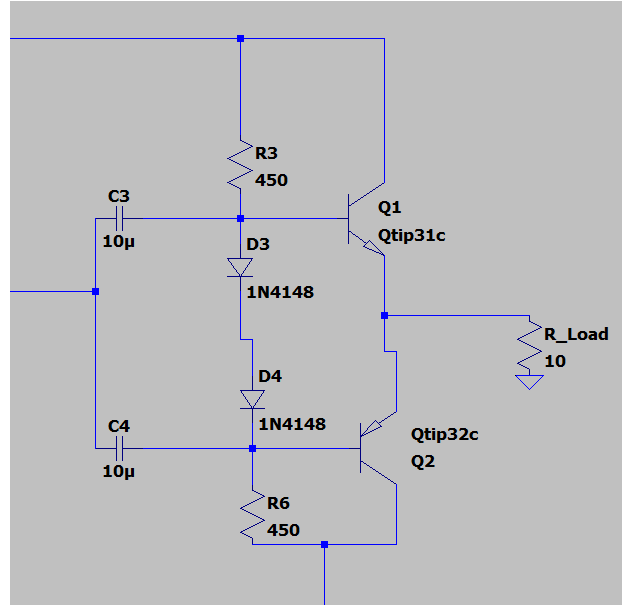 R3
450
C3
10µ
Q1
Qtip31c
D3
1N4148
R_Load
10
D4
1N4148
C4
10µ
Qtip32c
Q2
R6
450